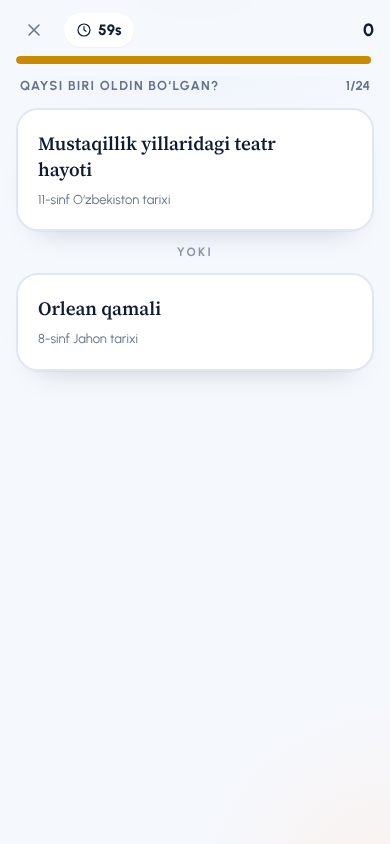 59s
0
QAYSI BIRI OLDIN BO‘LGAN?
1/24
Mustaqillik yillaridagi teatr
hayoti
11-sinf O‘zbekiston tarixi
YOKI
Orlean qamali
8-sinf Jahon tarixi